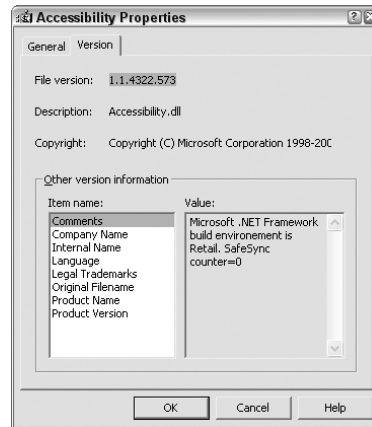 Accessibility Properties
General Version
File version: 1.1.4322.573
Description: Accessibility.dll
Copyright: Copyright (C) Microsoft Corporation 1998-200
Other version information
Item name:
Comments
Company Name
Internal Name
Language
Legal Trademarks
Original Filename
Product Name
Product Version
Value:
Microsoft .NET Framework
build environement is
Retail. SafeSync
counter=0
OK Cancel Help